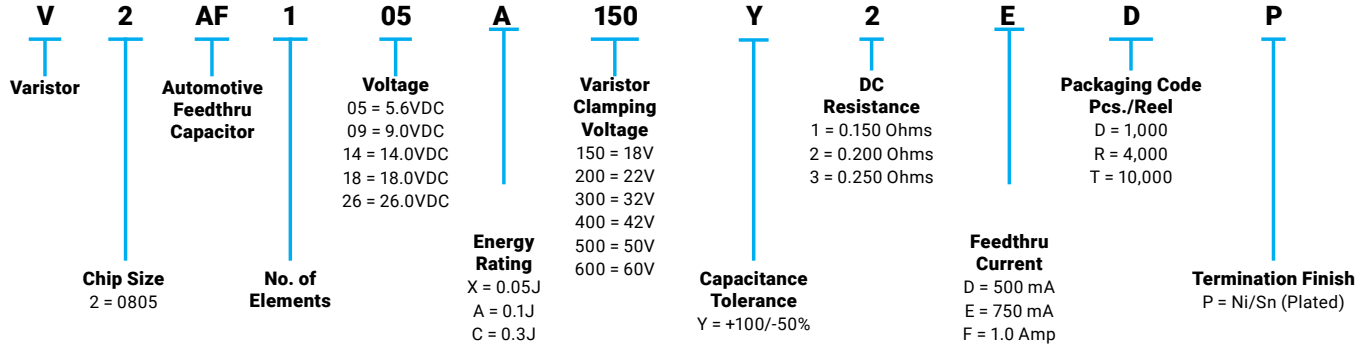 V 2 AF 1 05 A 150 Y 2 E D P
Varistor
Chip Size
2 = 0805
Automotive
Feedthru
Capacitor
No. of
Elements
Voltage
05 = 5.6VDC
09 = 9.0VDC
14 = 14.0VDC
18 = 18.0VDC
26 = 26.0VDC
Energy
Rating
X = 0.05J
A = 0.1J
C = 0.3J
Varistor
Clamping
Voltage
150 = 18V
200 = 22V
300 = 32V
400 = 42V
500 = 50V
600 = 60V
Capacitance
Tolerance
Y = +100/-50%
DC
Resistance
1 = 0.150 Ohms
2 = 0.200 Ohms
3 = 0.250 Ohms
Feedthru
Current
D = 500 mA
E = 750 mA
F = 1.0 Amp
Packaging Code
Pcs./Reel
D = 1,000
R = 4,000
T = 10,000
Termination Finish
P = Ni/Sn (Plated)